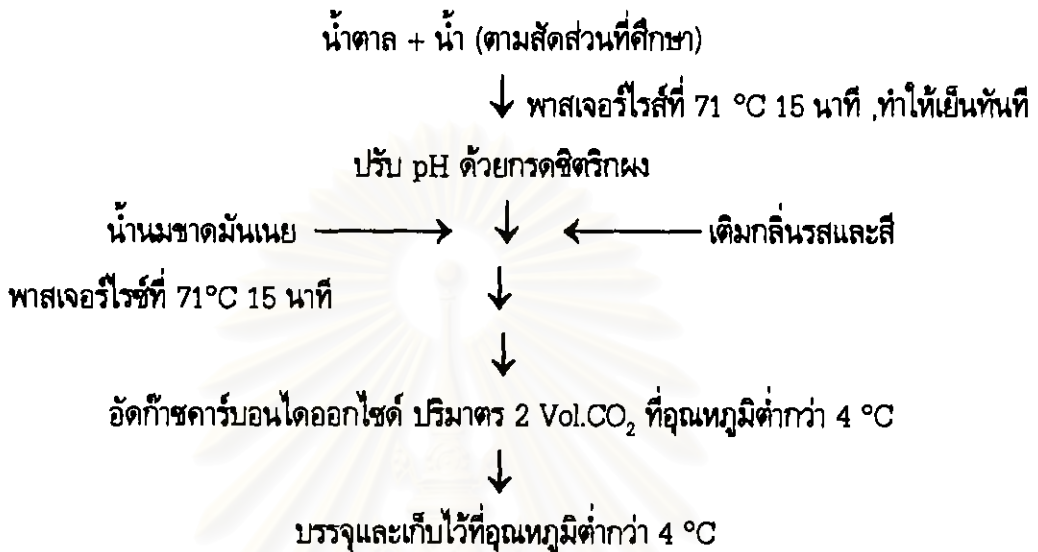 น้ำตาล + น้ำ (ตามสัดส่วนที่ศึกษา)
↓ พาสเจอร์ไรส์ที่ 71 °C 15 นาที ,ทำให้เย็นทันที
ปรับ pH ด้วยกรดซิตริกผง
น้ำนมขาดมันเนย → ↓ ← เติมกลิ่นรสและสี
พาสเจอร์ไรซ์ที่ 71°C 15 นาที ↓
↓
อัดก๊าซคาร์บอนไดออกไซด์ ปริมาตร 2 Vol.CO₂ ที่อุณหภูมิต่ำกว่า 4 °C
↓
บรรจุและเก็บไว้ที่อุณหภูมิต่ำกว่า 4 °C